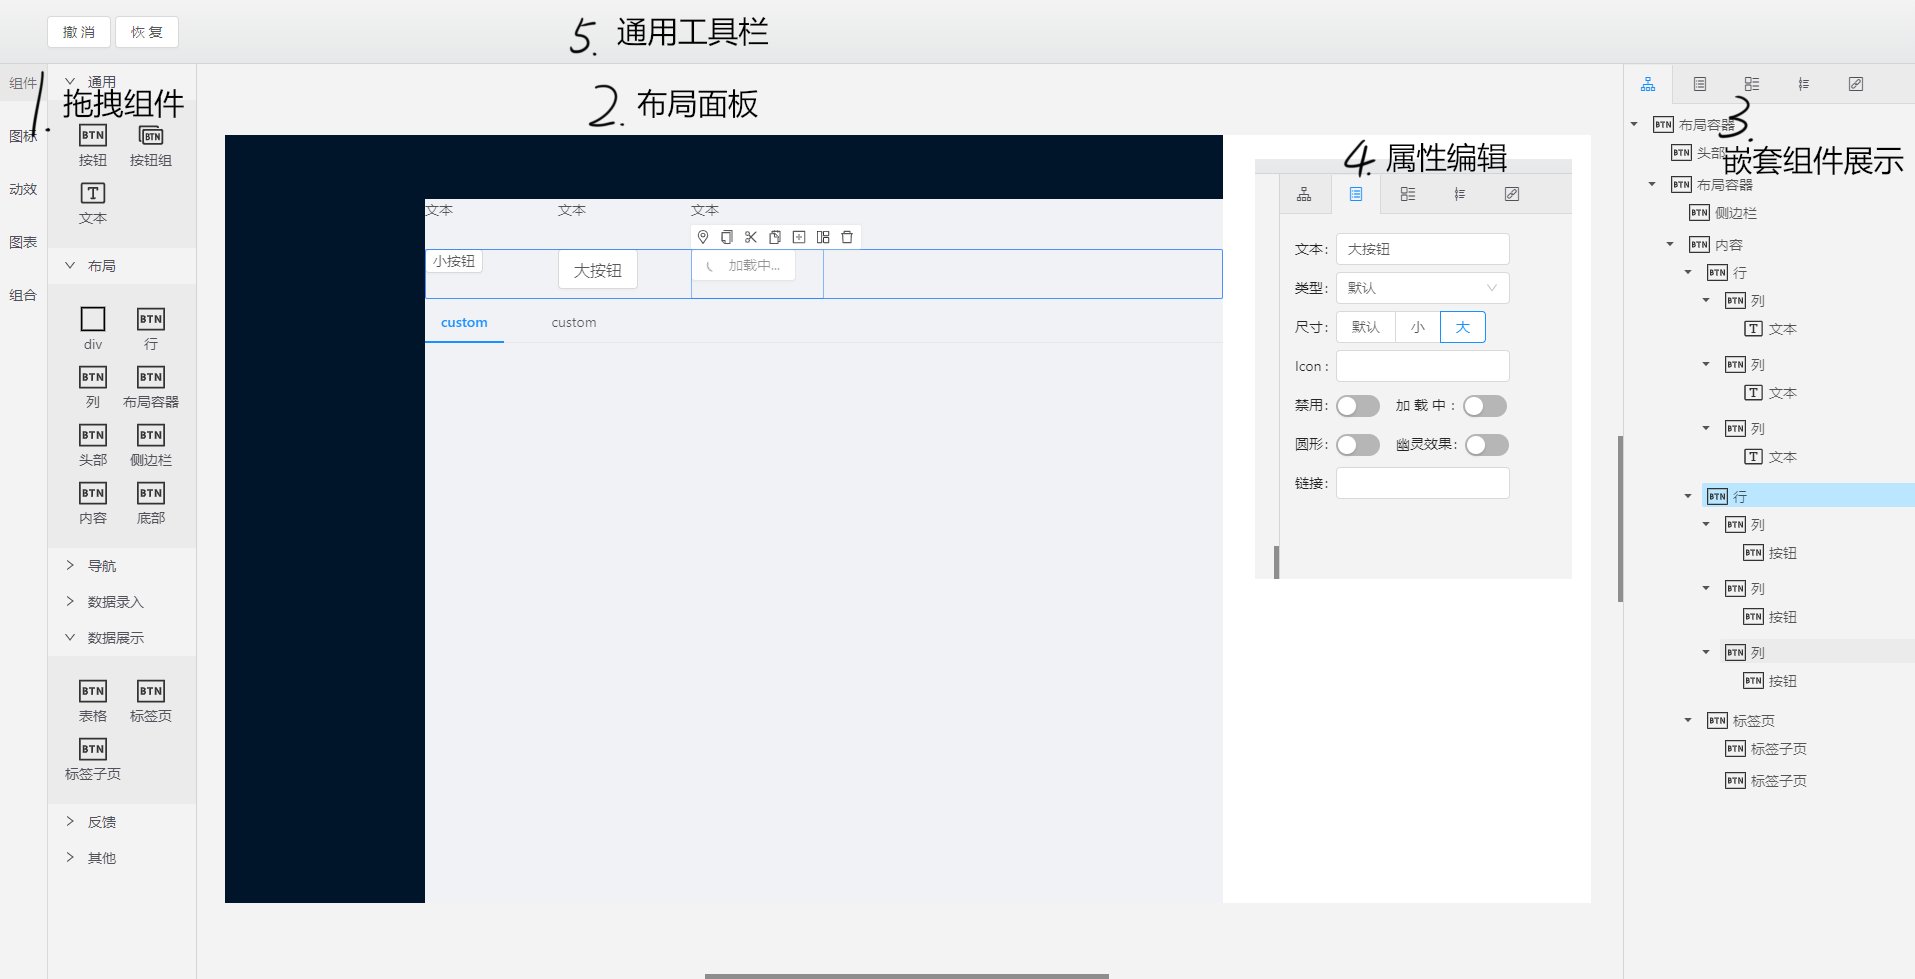 撤 消
恢 复
5. 通用工具栏
组件
图标
动效
图表
组合
1. 拖拽组件
通用
BTN
按钮
BTN
按钮组
T
文本
布局
div
BTN
行
BTN
列
BTN
布局容器
BTN
头部
BTN
侧边栏
BTN
内容
BTN
底部
导航
数据录入
数据展示
BTN
表格
BTN
标签页
BTN
标签子页
反馈
其他
2. 布局面板
文本
文本
文本
小按钮
大按钮
加载中...
custom
custom
4. 属性编辑
文本:
大按钮
类型:
默认
尺寸:
默认
小
大
Icon :
禁用:
加 载 中 :
圆形:
幽灵效果:
链接:
3. 嵌套组件展示
BTN 布局容器
BTN 头部
BTN 布局容器
BTN 侧边栏
BTN 内容
BTN 行
BTN 列
T 文本
BTN 列
T 文本
BTN 列
T 文本
BTN 行
BTN 列
BTN 按钮
BTN 列
BTN 按钮
BTN 列
BTN 按钮
BTN 标签页
BTN 标签子页
BTN 标签子页